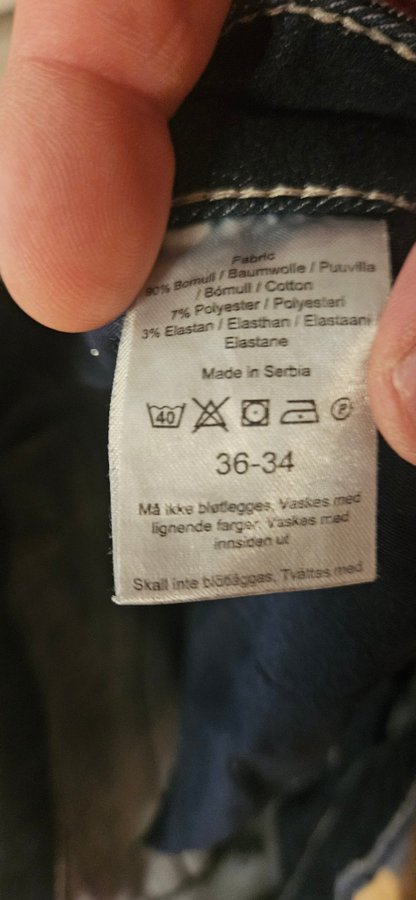 Fabric
90% Bomull / Baumwolle / Puuvilla
/ Bómull / Cotton
7% Polyester / Polyesteri
3% Elastan / Elasthan / Elastaani
Elastane
Made in Serbia
40 P
36-34
Må ikke bløtlegges, Vaskes med
lignende farger, Vaskes med
innsiden ut
Skall inte blötläggas, Tvättas med